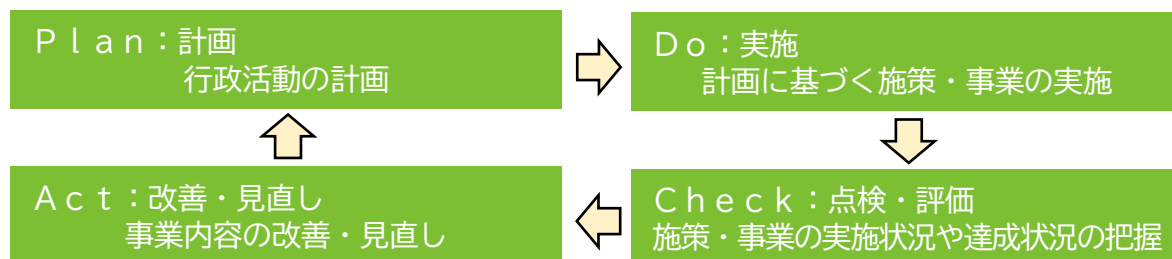 Ｐｌａｎ：計画
行政活動の計画
Ｄｏ：実施
計画に基づく施策・事業の実施
Ａｃｔ：改善・見直し
事業内容の改善・見直し
Ｃｈｅｃｋ：点検・評価
施策・事業の実施状況や達成状況の把握